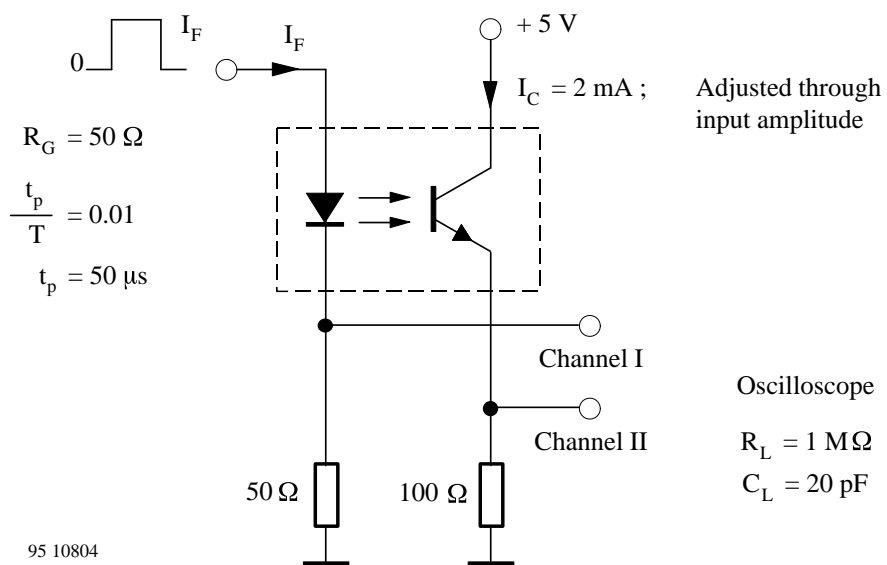 I_F
0
I_F
+ 5 V
I_C = 2 mA ;
Adjusted through
input amplitude
R_G = 50 Ω
t_p / T = 0.01
t_p = 50 μs
Channel I
Channel II
Oscilloscope
R_L = 1 MΩ
C_L = 20 pF
50 Ω
100 Ω
95 10804